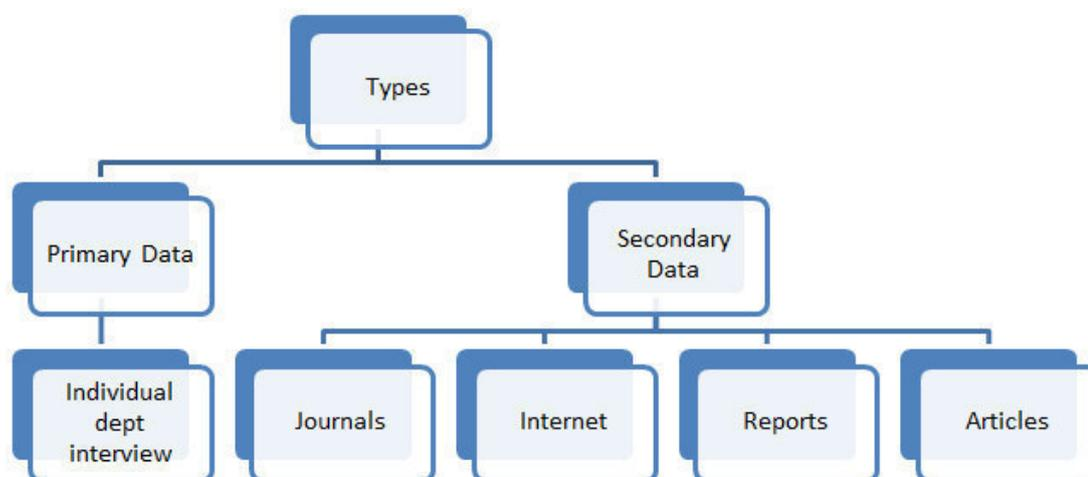 Types
Primary Data
Secondary
Data
Individual
dept
interview
Journals
Internet
Reports
Articles